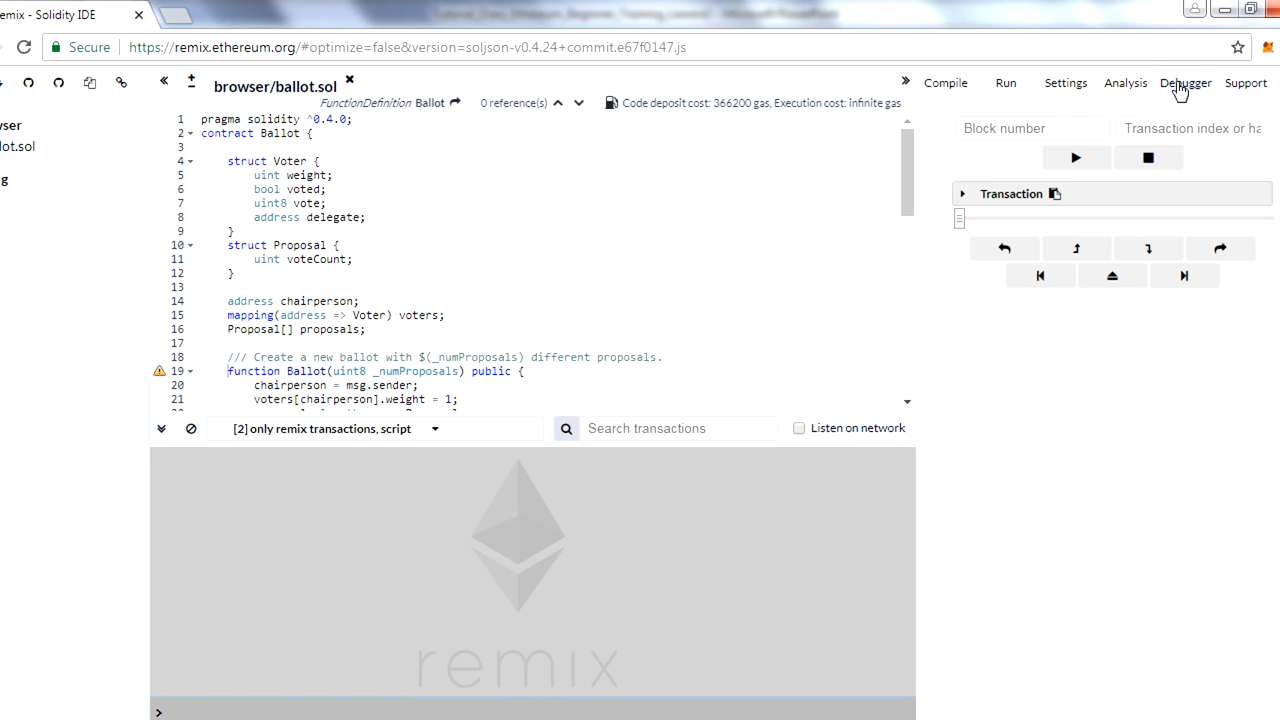 emix - Solidity IDE
Secure https://remix.ethereum.org/#optimize=false&version=soljson-v0.4.24+commit.e67f0147.js
browser/ballot.sol
Compile Run Settings Analysis Debugger Support
FunctionDefinition Ballot 0 reference(s) Code deposit cost: 366200 gas, Execution cost: infinite gas
wser
lot.sol
g
1 pragma solidity ^0.4.0;
2 contract Ballot {
3
4 struct Voter {
5 uint weight;
6 bool voted;
7 uint8 vote;
8 address delegate;
9 }
10 struct Proposal {
11 uint voteCount;
12 }
13
14 address chairperson;
15 mapping(address => Voter) voters;
16 Proposal[] proposals;
17
18 /// Create a new ballot with $(_numProposals) different proposals.
19 function Ballot(uint8 _numProposals) public {
20 chairperson = msg.sender;
21 voters[chairperson].weight = 1;
Block number Transaction index or ha
Transaction
[2] only remix transactions, script Search transactions Listen on network
remix
>